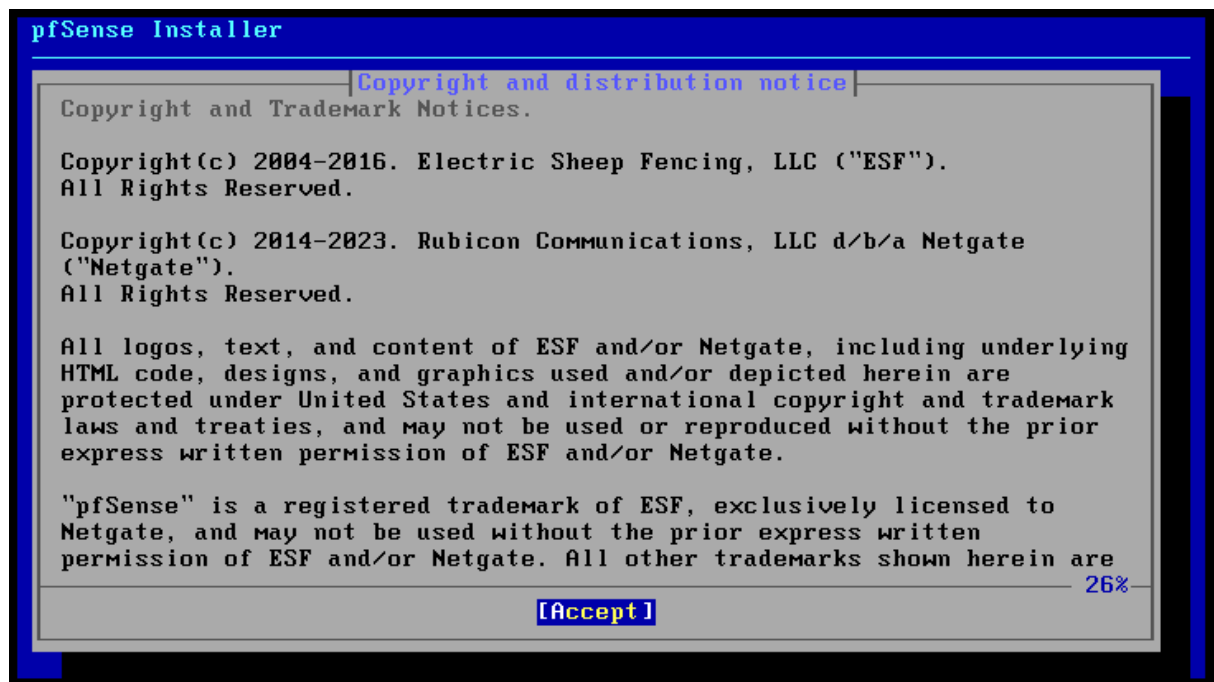 pfSense Installer
Copyright and distribution notice
Copyright and Trademark Notices.
Copyright(c) 2004-2016. Electric Sheep Fencing, LLC ("ESF").
All Rights Reserved.
Copyright(c) 2014-2023. Rubicon Communications, LLC d/b/a Netgate
("Netgate").
All Rights Reserved.
All logos, text, and content of ESF and/or Netgate, including underlying
HTML code, designs, and graphics used and/or depicted herein are
protected under United States and international copyright and trademark
laws and treaties, and may not be used or reproduced without the prior
express written permission of ESF and/or Netgate.
"pfSense" is a registered trademark of ESF, exclusively licensed to
Netgate, and may not be used without the prior express written
permission of ESF and/or Netgate. All other trademarks shown herein are
26%
[Accept]